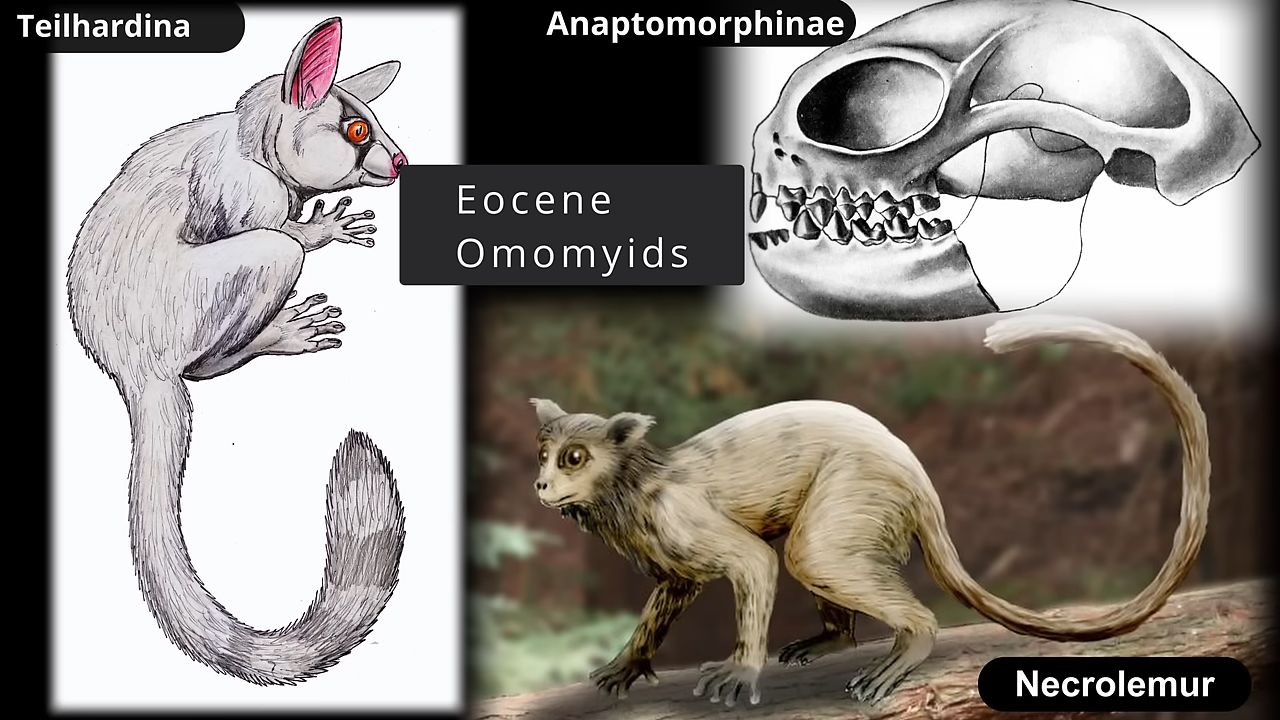 Teilhardina
Anaptomorphinae
Eocene
Omomyids
Necrolemur